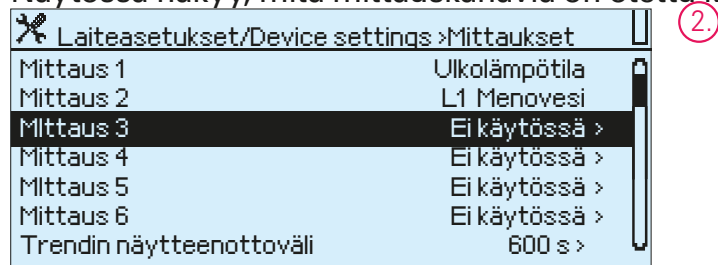 Laiteasetukset/Device settings >Mittaukset
2.
Mittaus 1 Ulkolämpötila
Mittaus 2 L1 Menovesi
MIttaus 3 Ei käytössä >
Mittaus 4 Ei käytössä >
MIttaus 5 Ei käytössä >
Mittaus 6 Ei käytössä >
Trendin näytteenottoväli 600 s >